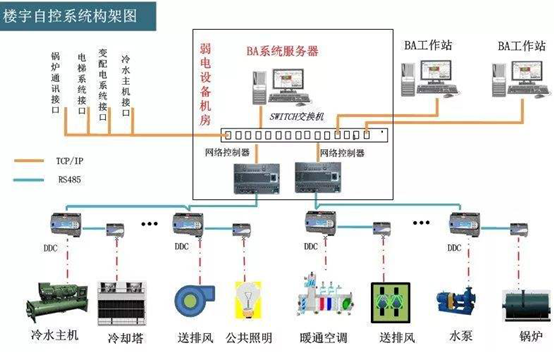 楼宇自控系统构架图
锅炉通讯接口
电梯系统接口
变配电系统接口
冷水主机接口
弱电设备机房
BA系统服务器
BA工作站
BA工作站
SWITCH交换机
网络控制器
网络控制器
TCP/IP
RS485
DDC
DDC
DDC
DDC
冷水主机
冷却塔
送排风
公共照明
暖通空调
送排风
水泵
锅炉